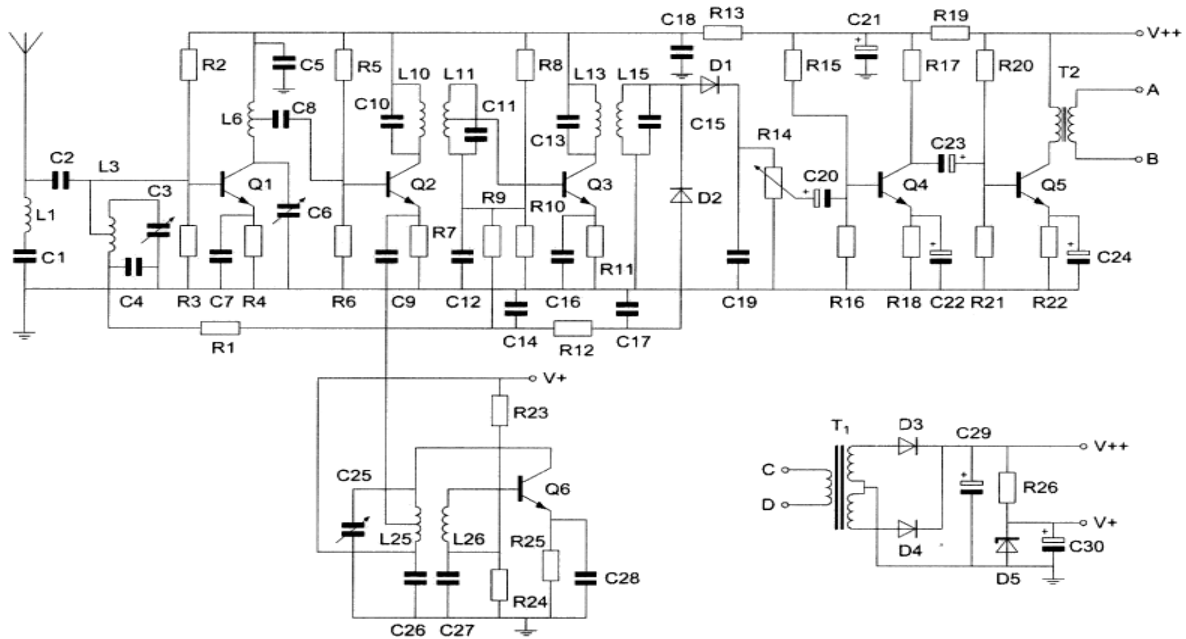 C18 R13 C21 R19
V++
R2 C5 R5 L10 L11 R8 L13 L15 D1 R15 R17 R20 T2
C8 C10 C11 A
L6 C13 C15
C2 L3 R14 C23 B
C3 Q1 Q2 Q3 C20 Q4 Q5
L1 C6 R9 D2
R7 R10
C1 R11 C24
C4 R3 C7 R4 R6 C9 C12 C16 C19 R16 R18 C22 R21 R22
R1 C14 R12 C17
V+
R23
T1 D3 C29 V++
C25 Q6 C
D R26
L25 L26 R25 V+
D4 C30
C28 D5
R24
C26 C27